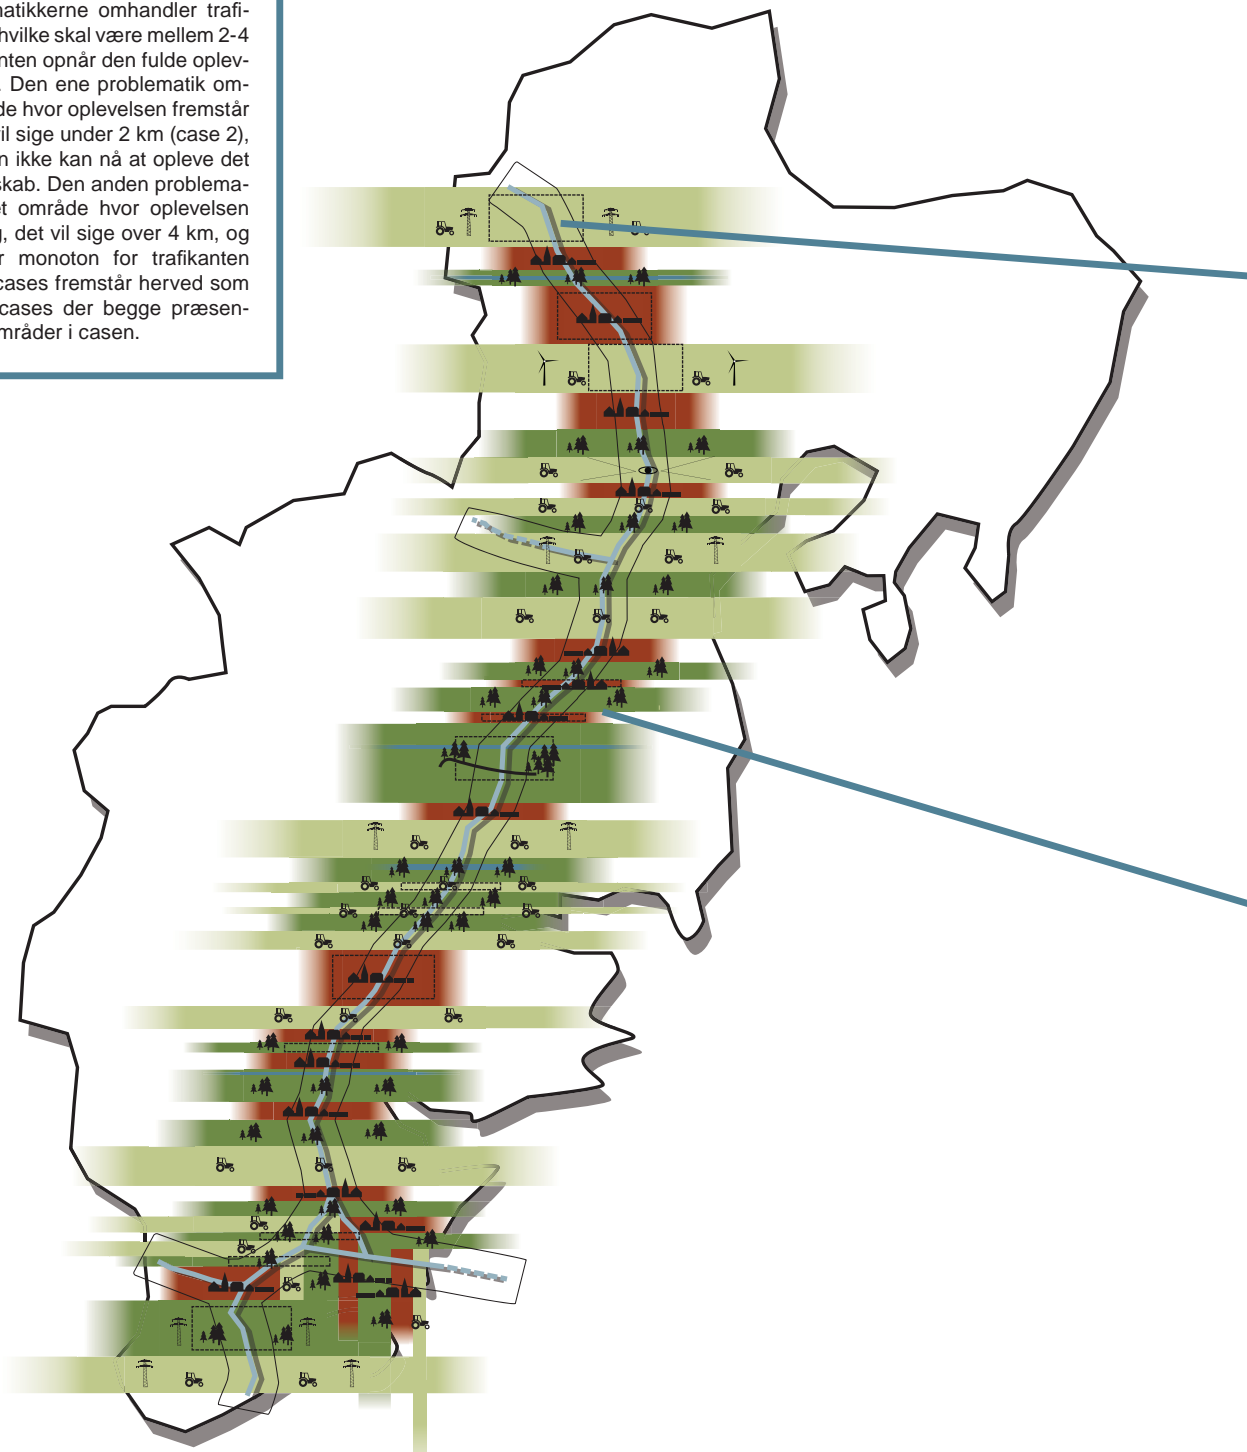 atikkerne omhandler trafi-
hvilke skal være mellem 2-4
nten opnår den fulde oplev-
. Den ene problematik om-
de hvor oplevelsen fremstår
vil sige under 2 km (case 2),
n ikke kan nå at opleve det
skab. Den anden problema-
et område hvor oplevelsen
g, det vil sige over 4 km, og
r monoton for trafikanten
cases fremstår herved som
cases der begge præsen-
mråder i casen.